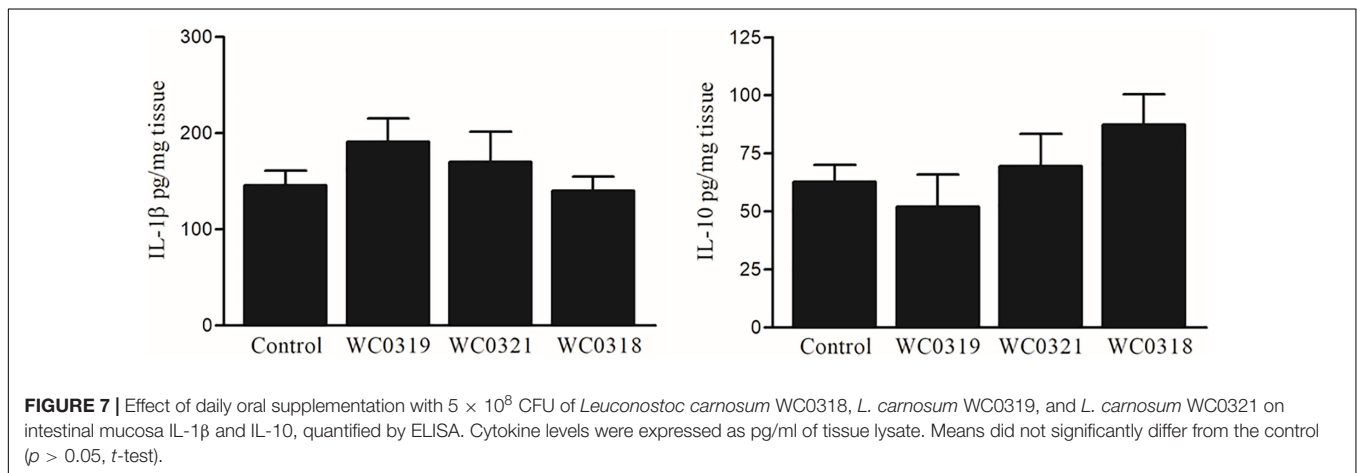 300
200
100
0
IL-1β pg/mg tissue
Control WC0319 WC0321 WC0318
125
100
75
50
25
0
IL-10 pg/mg tissue
Control WC0319 WC0321 WC0318
FIGURE 7 | Effect of daily oral supplementation with 5 × 10⁸ CFU of Leuconostoc carnosum WC0318, L. carnosum WC0319, and L. carnosum WC0321 on
intestinal mucosa IL-1β and IL-10, quantified by ELISA. Cytokine levels were expressed as pg/ml of tissue lysate. Means did not significantly differ from the control
(p > 0.05, t-test).